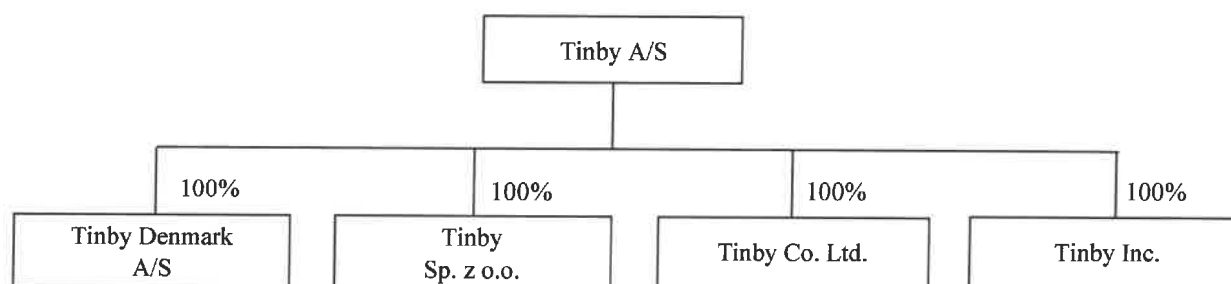 Tinby A/S
100%
100%
100%
100%
Tinby Denmark
A/S
Tinby
Sp. z o.o.
Tinby Co. Ltd.
Tinby Inc.